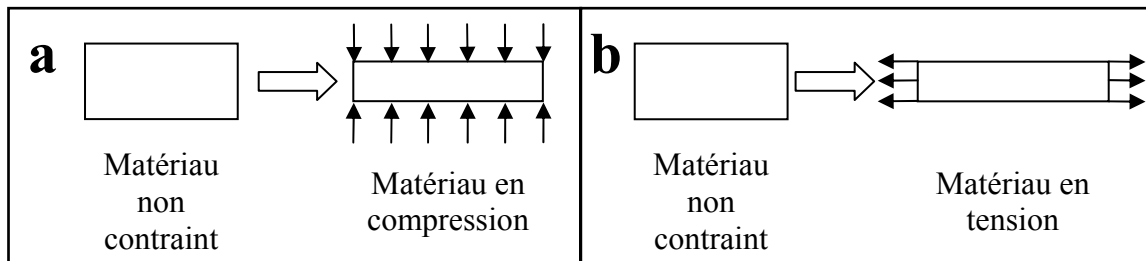 a
Matériau
non
contraint
Matériau en
compression
b
Matériau
non
contraint
Matériau en
tension